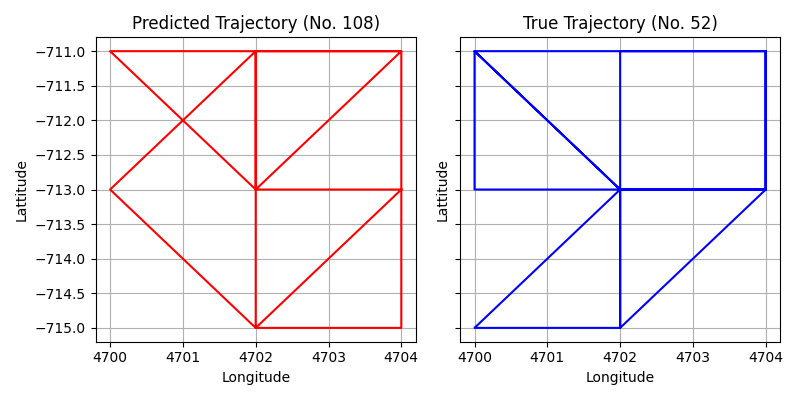 Predicted Trajectory (No. 108)
True Trajectory (No. 52)
−711.0
−711.5
−712.0
−712.5
−713.0
−713.5
−714.0
−714.5
−715.0
Lattitude
Lattitude
4700 4701 4702 4703 4704
4700 4701 4702 4703 4704
Longitude
Longitude